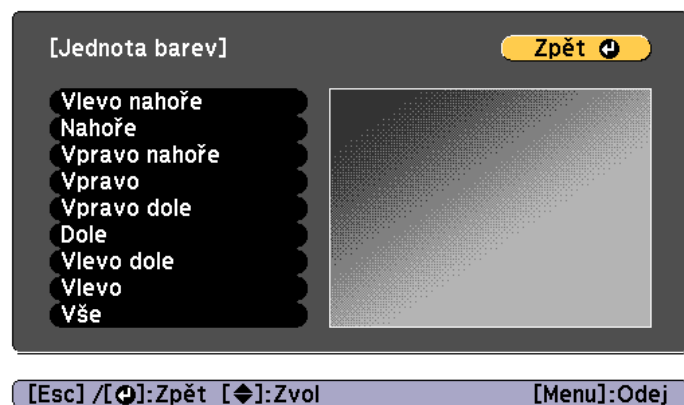 [Jednota barev]
Zpět
Vlevo nahoře
Nahoře
Vpravo nahoře
Vpravo
Vpravo dole
Dole
Vlevo dole
Vlevo
Vše
[Esc] /[⏎]:Zpět [◆]:Zvol [Menu]:Odej